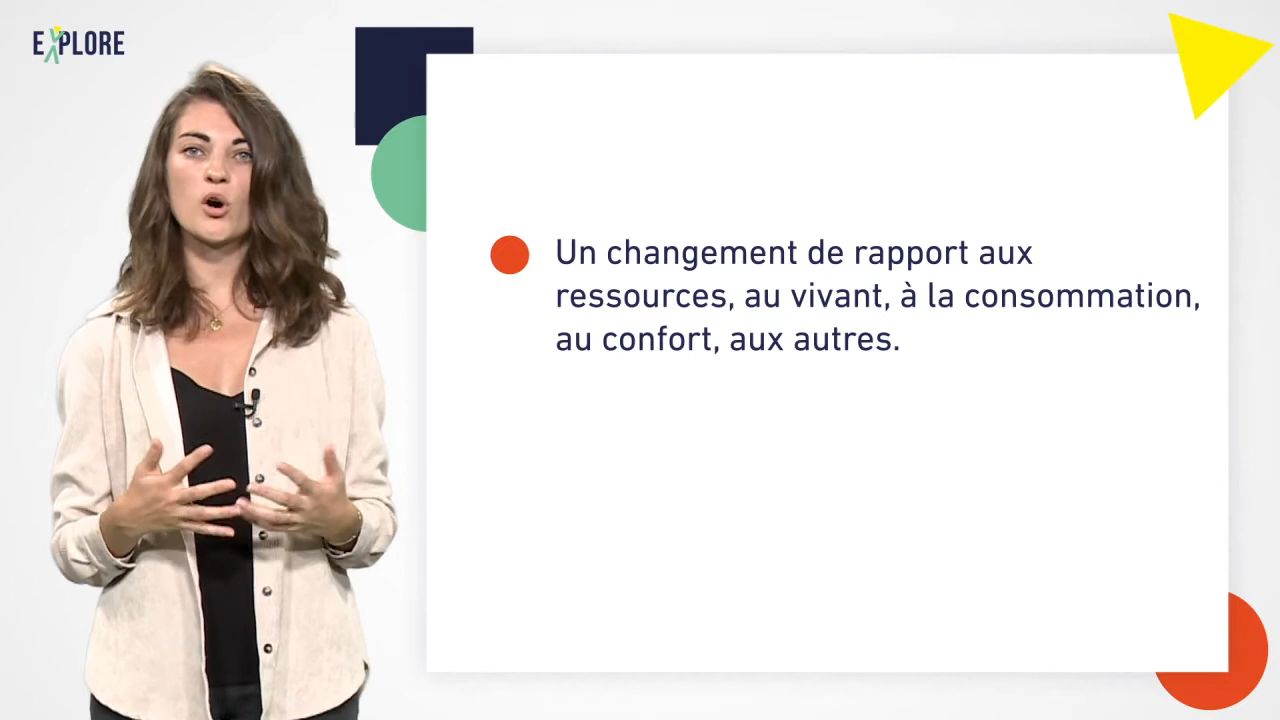 EXPLORE
Un changement de rapport aux
ressources, au vivant, à la consommation,
au confort, aux autres.